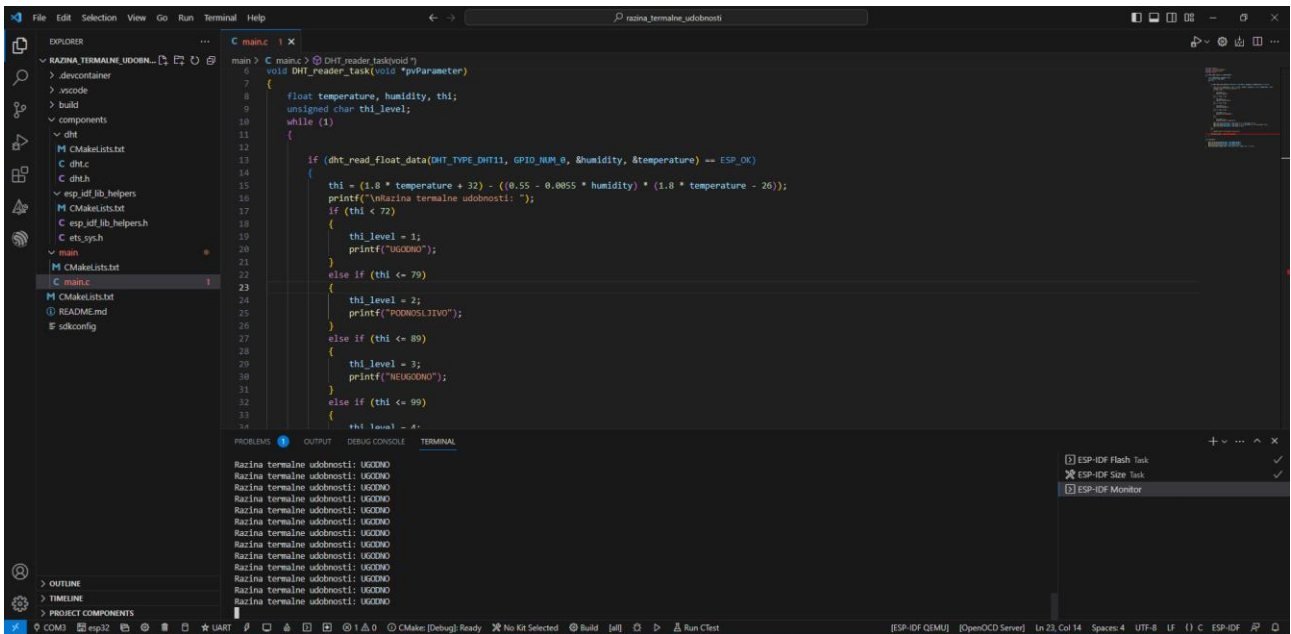 File Edit Selection View Go Run Terminal Help
razina_termalne_udobnosti
EXPLORER
RAZINA_TERMALNE_UDOBN...
.devcontainer
.vscode
build
components
dht
CMakeLists.txt
C dht.c
C dht.h
esp_idf_lib_helpers
CMakeLists.txt
C esp_idf_lib_helpers.h
C ets_sys.h
main
CMakeLists.txt
C main.c 1
CMakeLists.txt
README.md
sdkconfig
OUTLINE
TIMELINE
PROJECT COMPONENTS
C main.c 1
main > C main.c > DHT_reader_task(void *)
6 void DHT_reader_task(void *pvParameter)
7 {
8 float temperature, humidity, thi;
9 unsigned char thi_level;
10 while (1)
11 {
12
13 if (dht_read_float_data(DHT_TYPE_DHT11, GPIO_NUM_0, &humidity, &temperature) == ESP_OK)
14 {
15 thi = (1.8 * temperature + 32) - ((0.55 - 0.0055 * humidity) * (1.8 * temperature - 26));
16 printf("\nRazina termalne udobnosti: ");
17 if (thi < 72)
18 {
19 thi_level = 1;
20 printf("UGODNO");
21 }
22 else if (thi <= 79)
23 {
24 thi_level = 2;
25 printf("PODNOSLJIVO");
26 }
27 else if (thi <= 89)
28 {
29 thi_level = 3;
30 printf("NEUGODNO");
31 }
32 else if (thi <= 99)
33 {
34 thi_level = 4;
PROBLEMS 1 OUTPUT DEBUG CONSOLE TERMINAL
Razina termalne udobnosti: UGODNO
Razina termalne udobnosti: UGODNO
Razina termalne udobnosti: UGODNO
Razina termalne udobnosti: UGODNO
Razina termalne udobnosti: UGODNO
Razina termalne udobnosti: UGODNO
Razina termalne udobnosti: UGODNO
Razina termalne udobnosti: UGODNO
Razina termalne udobnosti: UGODNO
Razina termalne udobnosti: UGODNO
Razina termalne udobnosti: UGODNO
Razina termalne udobnosti: UGODNO
Razina termalne udobnosti: UGODNO
ESP-IDF Flash Task
ESP-IDF Size Task
ESP-IDF Monitor
COM3 esp32 UART 1 0 CMake: [Debug]: Ready No Kit Selected Build [all] Run CTest [ESP-IDF QEMU] [OpenOCD Server] Ln 23, Col 14 Spaces: 4 UTF-8 LF {} C ESP-IDF